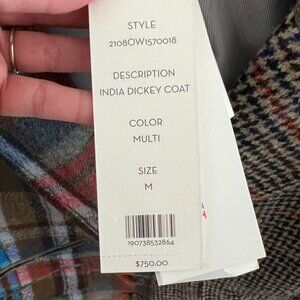 STYLE
2108OW1570018
DESCRIPTION
INDIA DICKEY COAT
COLOR
MULTI
SIZE
M
190738532864
$750.00